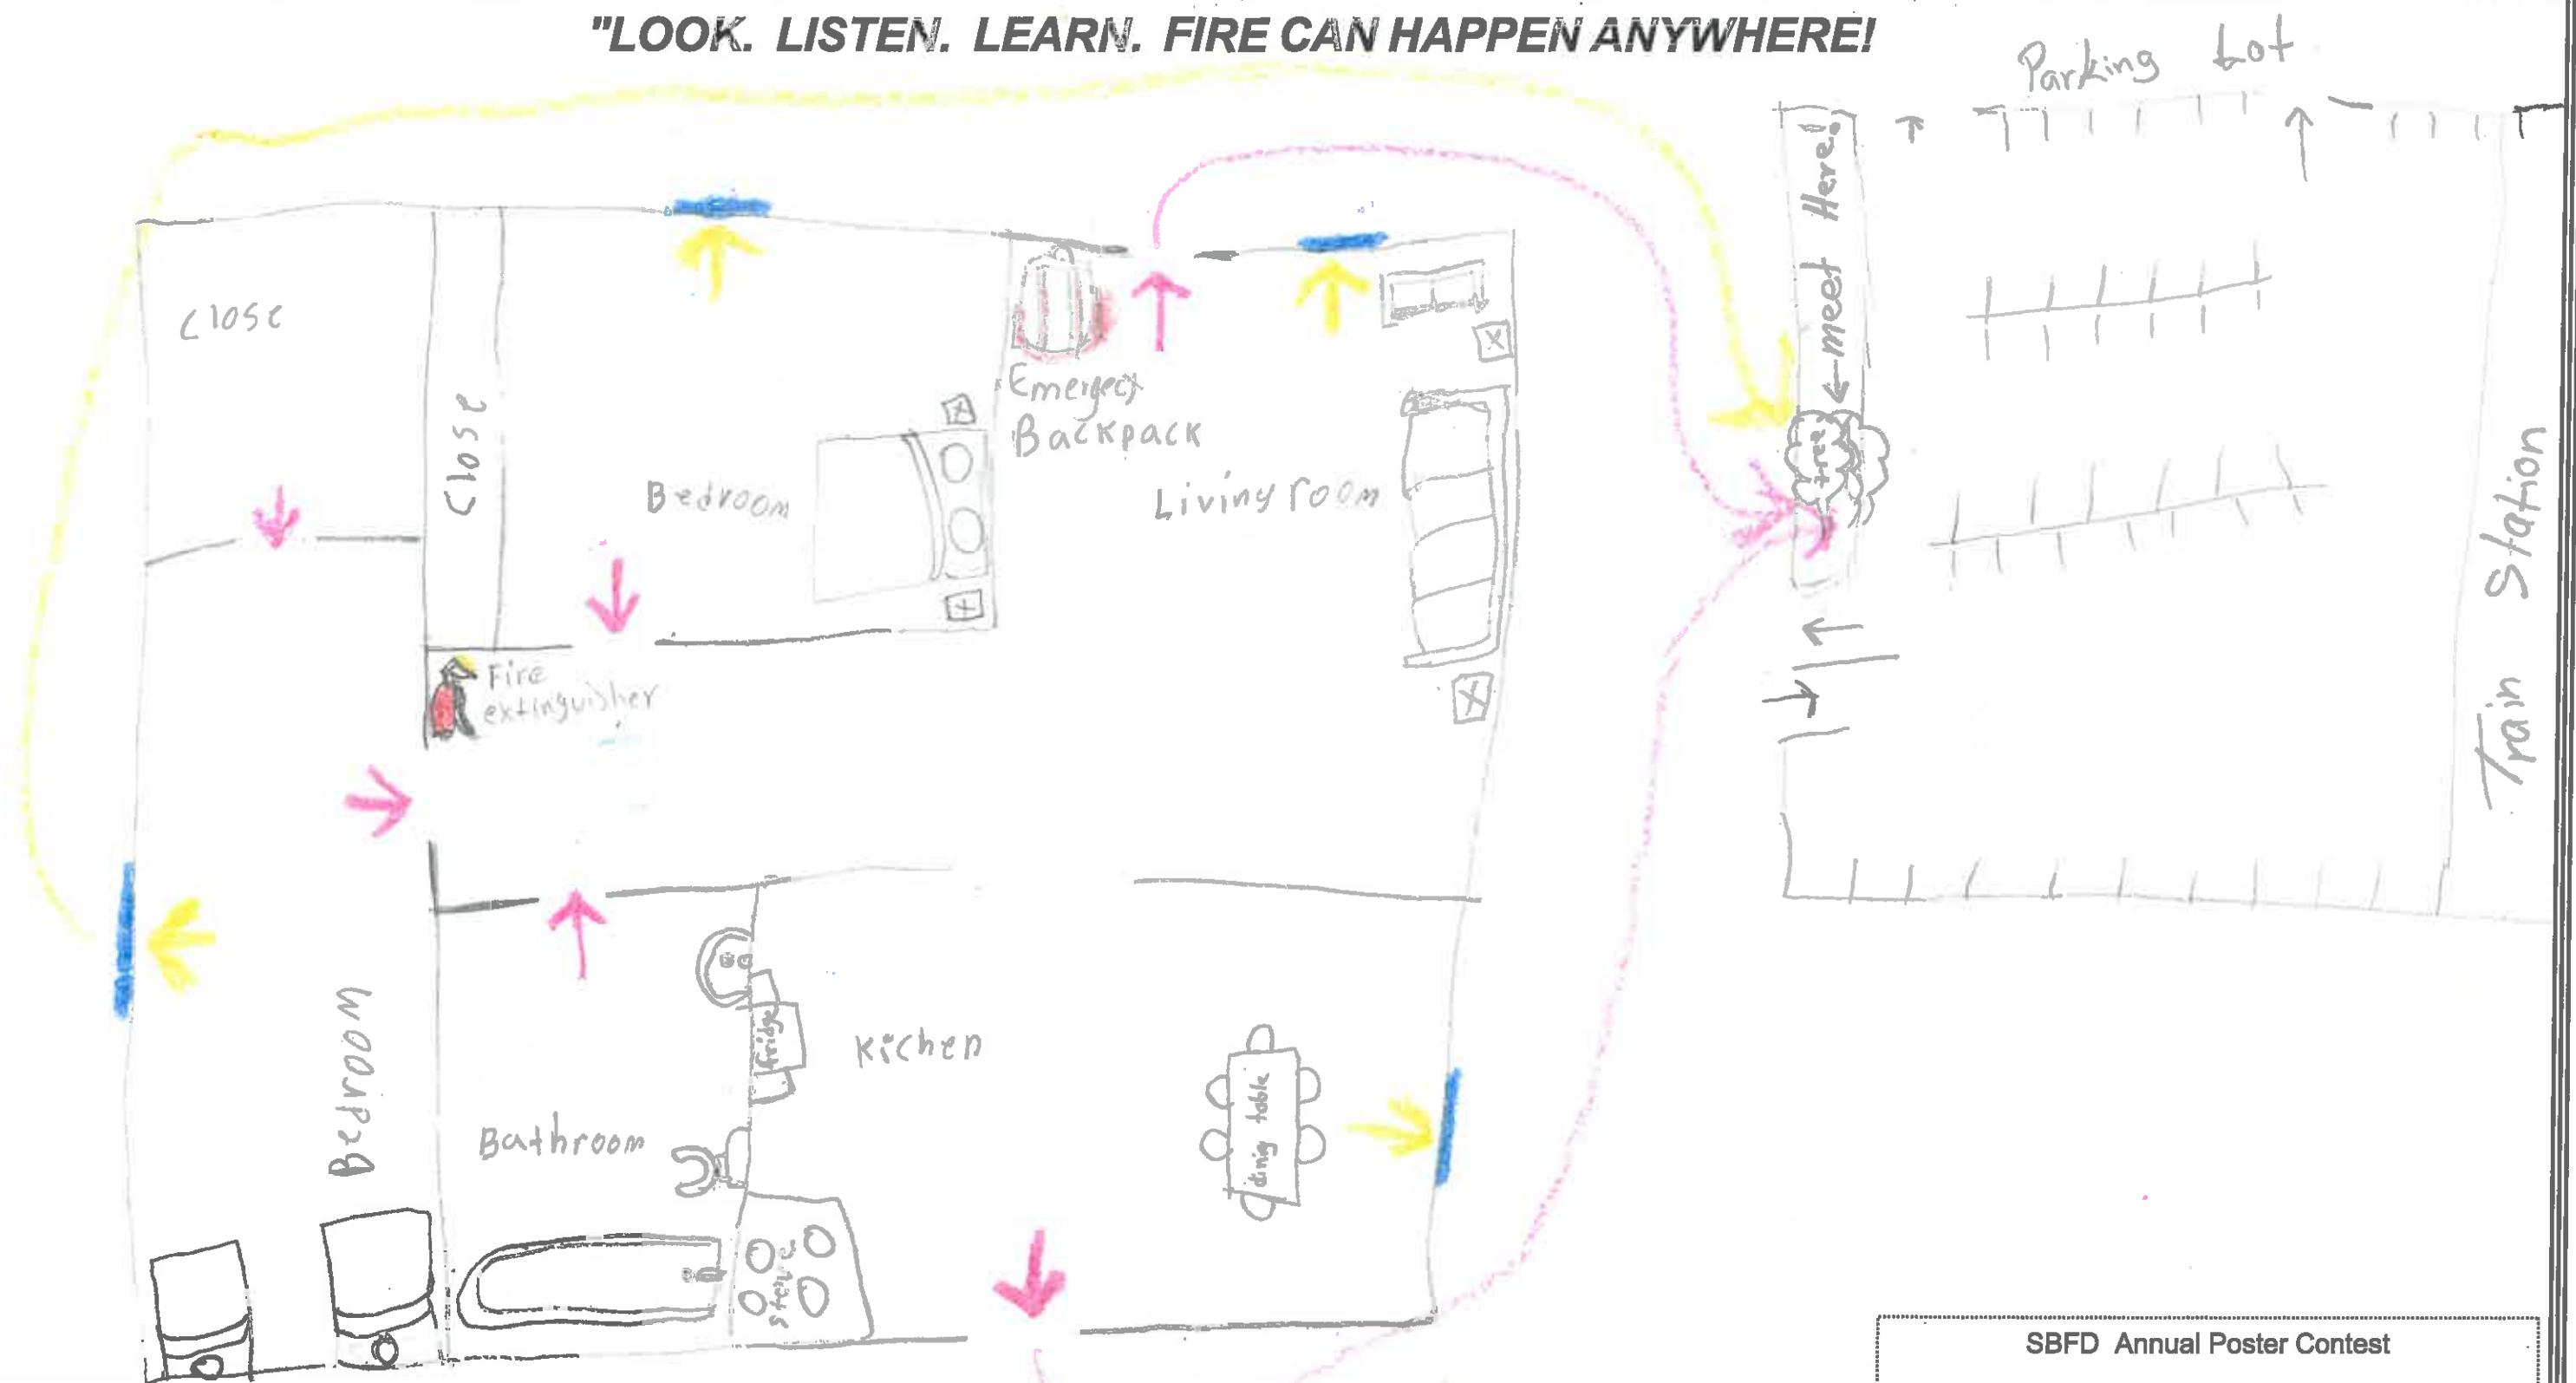 "LOOK. LISTEN. LEARN. FIRE CAN HAPPEN ANYWHERE!
Parking Lot
←meet Here!
tree
Train Station
Close
Close
Bedroom
Emergecy
Backpack
Living room
Fire
extinguisher
Bedroom
Bathroom
fridge
Kichen
dinig table
stove
SBFD Annual Poster Contest